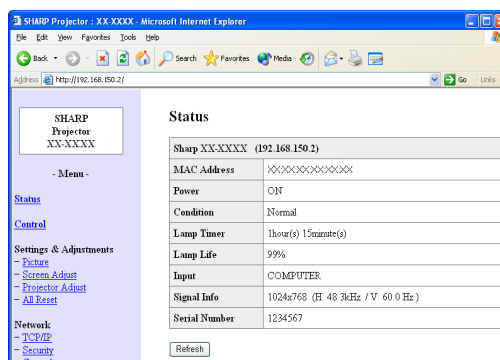 SHARP Projector : XX-XXXX - Microsoft Internet Explorer
File Edit View Favorites Tools Help
Back Search Favorites Media
Address http://192.168.150.2/ Go Links
SHARP
Projector
XX-XXXX
- Menu -
Status
Control
Settings & Adjustments
– Picture
– Screen Adjust
– Projector Adjust
– All Reset
Network
– TCP/IP
– Security
Status
Sharp XX-XXXX (192.168.150.2)
MAC Address XXXXXXXXXXXX
Power ON
Condition Normal
Lamp Timer 1hour(s) 15minute(s)
Lamp Life 99%
Input COMPUTER
Signal Info 1024x768 (H 48.3kHz / V 60.0 Hz )
Serial Number 1234567
Refresh